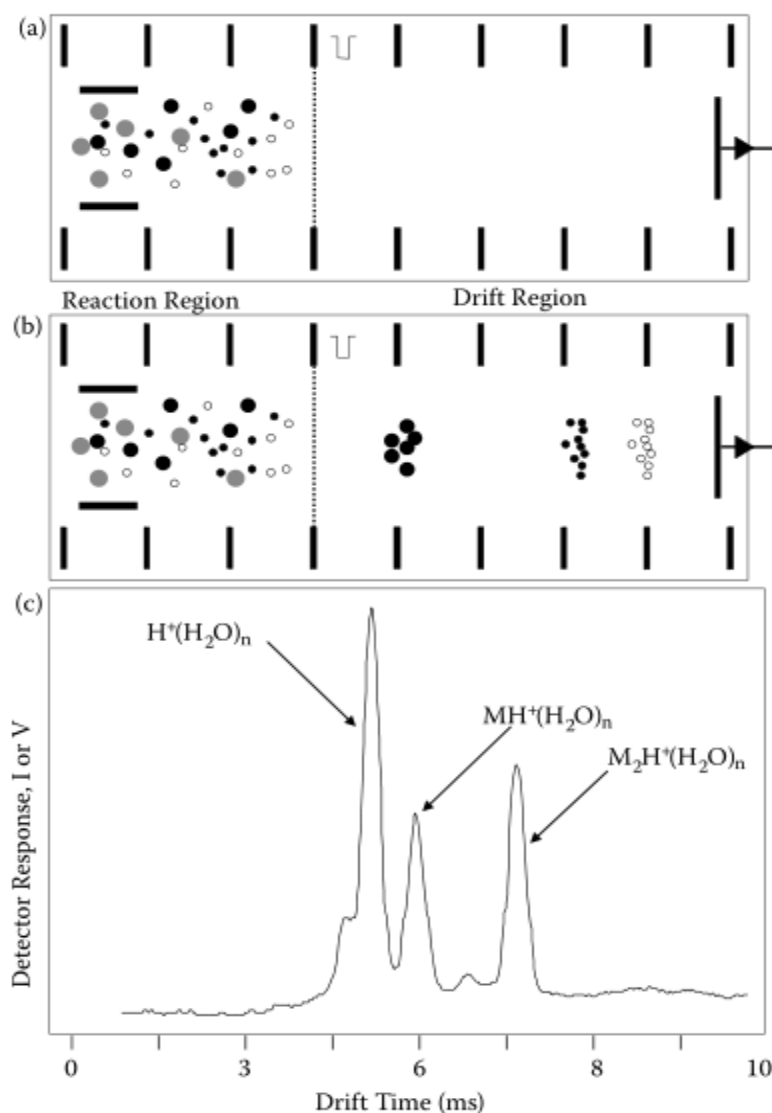 (a)
Reaction Region
Drift Region
(b)
(c)
H⁺(H₂O)ₙ
MH⁺(H₂O)ₙ
M₂H⁺(H₂O)ₙ
Detector Response, I or V
0 3 6 8 10
Drift Time (ms)